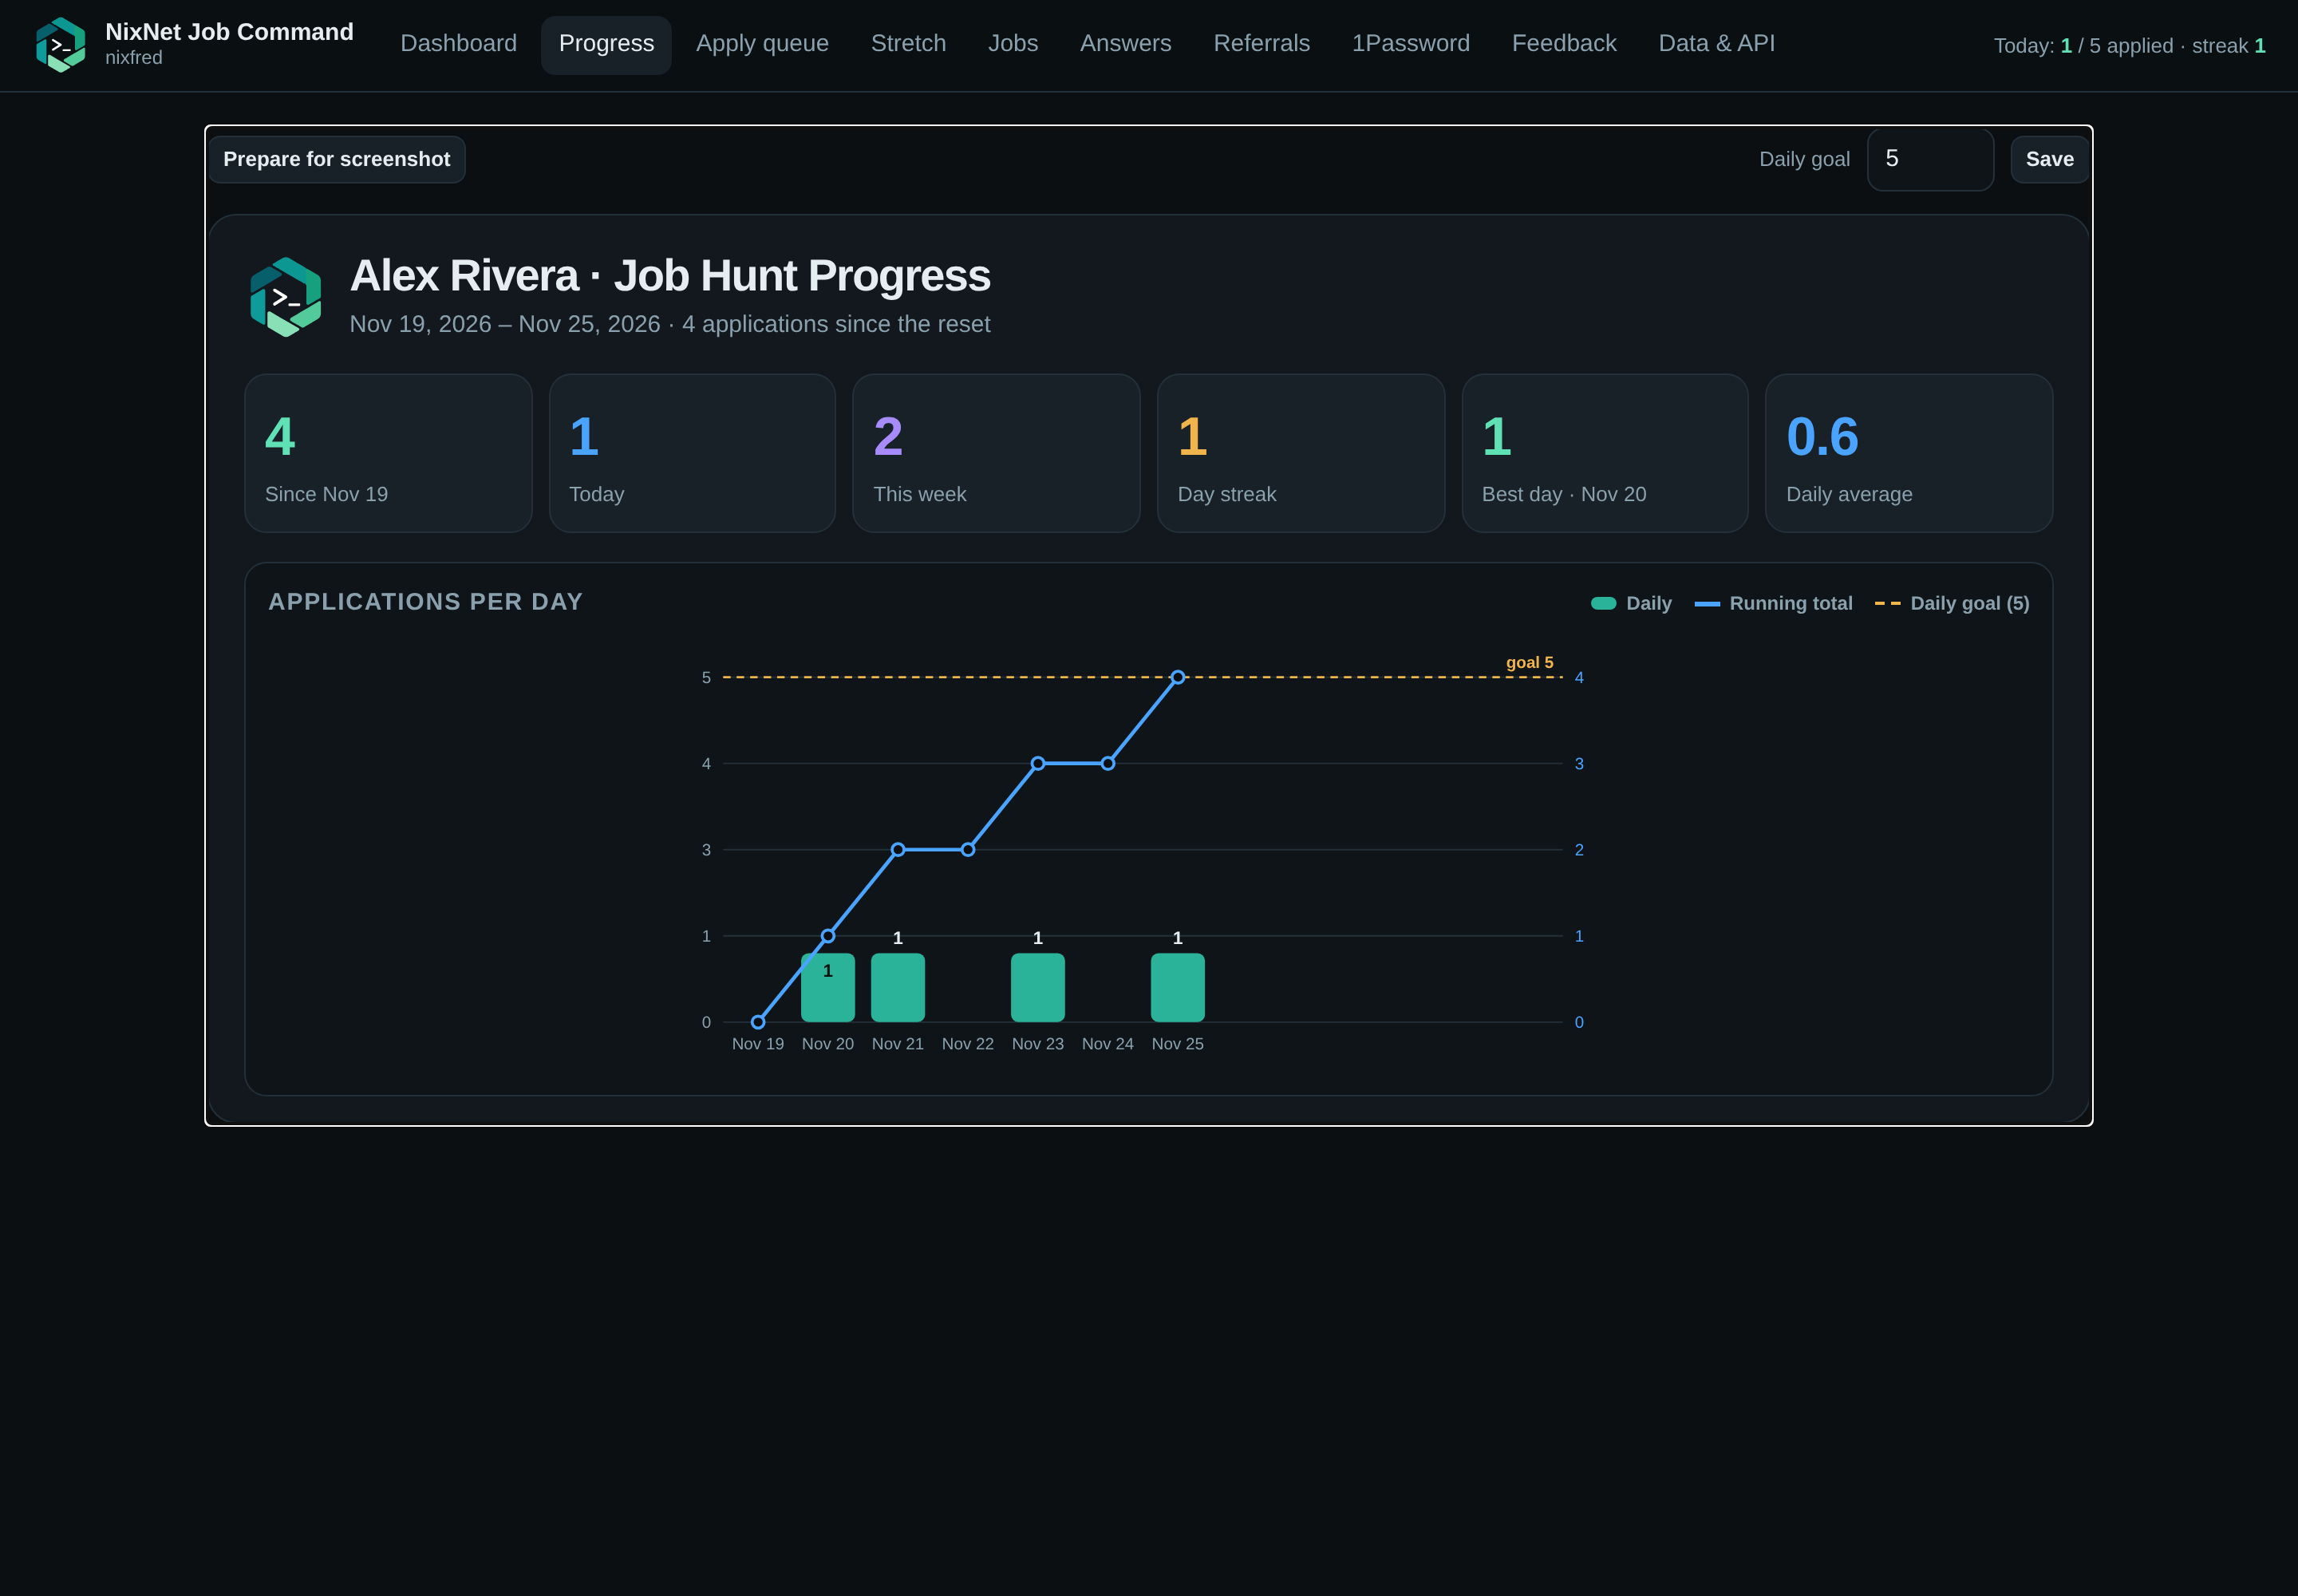 NixNet Job Command
nixfred
Dashboard Progress Apply queue Stretch Jobs Answers Referrals 1Password Feedback Data & API
Today: 1 / 5 applied · streak 1
Prepare for screenshot
Daily goal 5 Save
>_
Alex Rivera · Job Hunt Progress
Nov 19, 2026 – Nov 25, 2026 · 4 applications since the reset
4
Since Nov 19
1
Today
2
This week
1
Day streak
1
Best day · Nov 20
0.6
Daily average
APPLICATIONS PER DAY
Daily Running total Daily goal (5)
goal 5
5 4
4 3
3 2
1 1
1 1 1
1
0 0
Nov 19 Nov 20 Nov 21 Nov 22 Nov 23 Nov 24 Nov 25